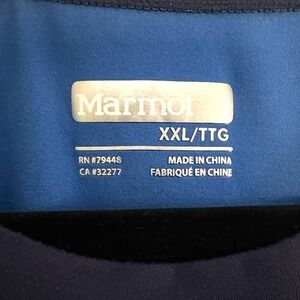 Marmot
XXL/TTG
RN #79448
CA #32277
MADE IN CHINA
FABRIQUÉ EN CHINE